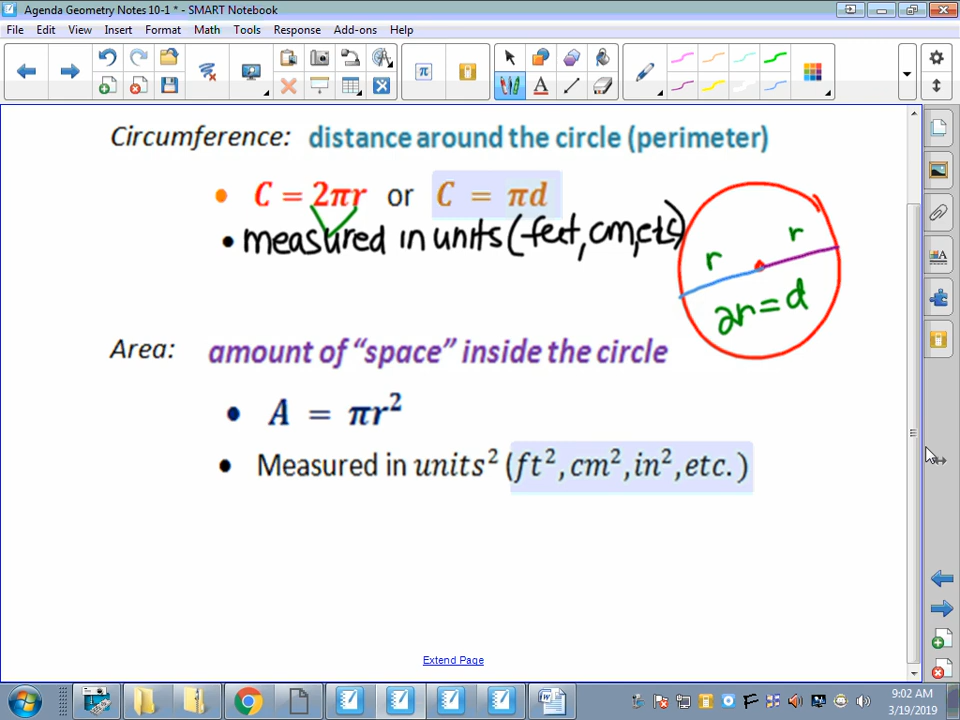 Agenda Geometry Notes 10-1 * - SMART Notebook
File Edit View Insert Format Math Tools Response Add-ons Help
Circumference: distance around the circle (perimeter)
• C = 2πr or C = πd
• measured in units (feet, cm, etc)
r r
2r = d
Area: amount of “space” inside the circle
• A = πr²
• Measured in units² (ft², cm², in², etc.)
Extend Page
9:02 AM
3/19/2019